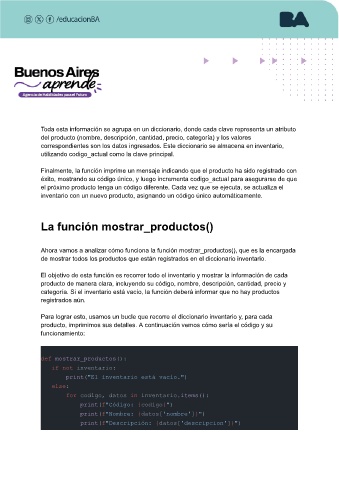 /educacionBA
BA
Buenos Aires
aprende
Agencia de Habilidades para el Futuro
Toda esta información se agrupa en un diccionario, donde cada clave representa un atributo
del producto (nombre, descripción, cantidad, precio, categoría) y los valores
correspondientes son los datos ingresados. Este diccionario se almacena en inventario,
utilizando codigo_actual como la clave principal.
Finalmente, la función imprime un mensaje indicando que el producto ha sido registrado con
éxito, mostrando su código único, y luego incrementa codigo_actual para asegurarse de que
el próximo producto tenga un código diferente. Cada vez que se ejecuta, se actualiza el
inventario con un nuevo producto, asignando un código único automáticamente.
La función mostrar_productos()
Ahora vamos a analizar cómo funciona la función mostrar_productos(), que es la encargada
de mostrar todos los productos que están registrados en el diccionario inventario.
El objetivo de esta función es recorrer todo el inventario y mostrar la información de cada
producto de manera clara, incluyendo su código, nombre, descripción, cantidad, precio y
categoría. Si el inventario está vacío, la función deberá informar que no hay productos
registrados aún.
Para lograr esto, usamos un bucle que recorre el diccionario inventario y, para cada
producto, imprimimos sus detalles. A continuación vemos cómo sería el código y su
funcionamiento:
def mostrar_productos():
    if not inventario:
        print("El inventario está vacío.")
    else:
        for codigo, datos in inventario.items():
            print(f"Código: {codigo}")
            print(f"Nombre: {datos['nombre']}")
            print(f"Descripción: {datos['descripcion']}")